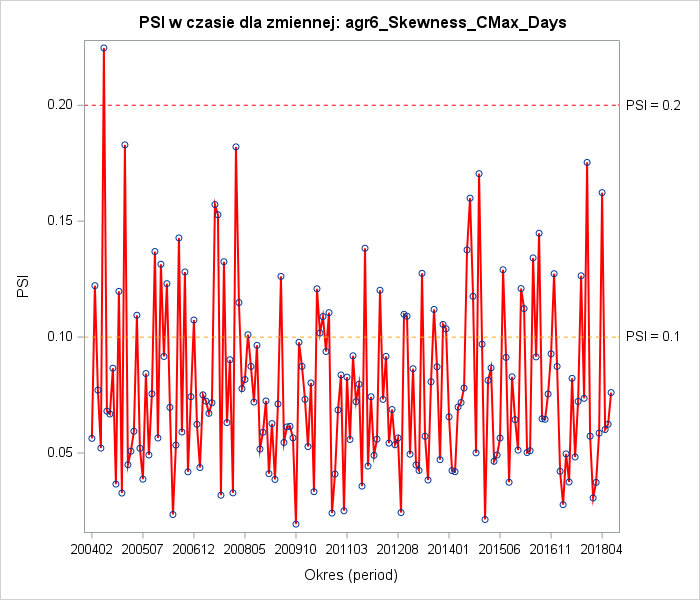 PSI w czasie dla zmiennej: agr6_Skewness_CMax_Days
0.20
PSI = 0.2
0.15
PSI
0.10
PSI = 0.1
0.05
200402 200507 200612 200805 200910 201103 201208 201401 201506 201611 201804
Okres (period)